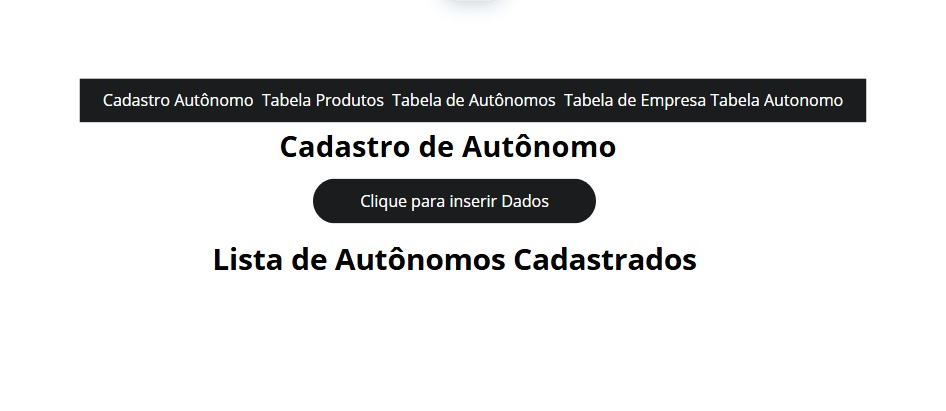 Cadastro Autônomo Tabela Produtos Tabela de Autônomos Tabela de Empresa Tabela Autonomo
Cadastro de Autônomo
Clique para inserir Dados
Lista de Autônomos Cadastrados